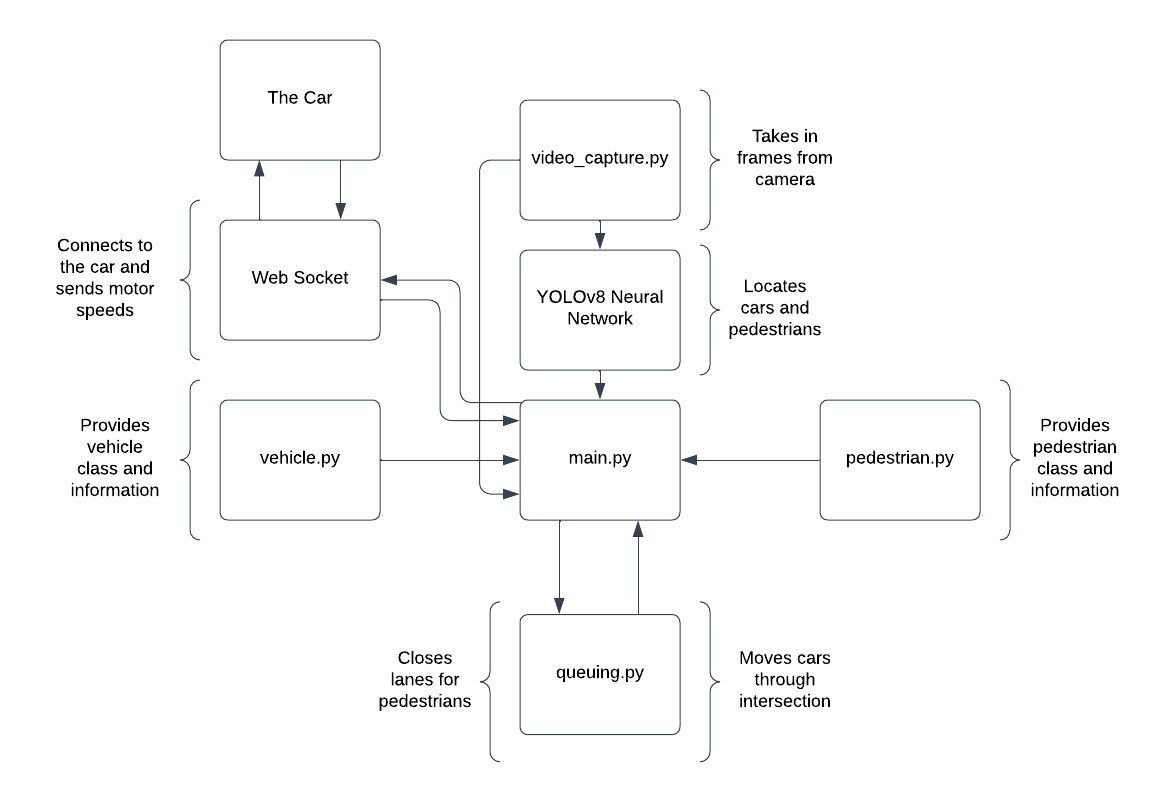 The Car
video_capture.py
Takes in
frames from
camera
Connects to
the car and
sends motor
speeds
Web Socket
YOLOv8 Neural
Network
Locates
cars and
pedestrians
Provides
vehicle
class and
information
vehicle.py
main.py
pedestrian.py
Provides
pedestrian
class and
information
Closes
lanes for
pedestrians
queuing.py
Moves cars
through
intersection